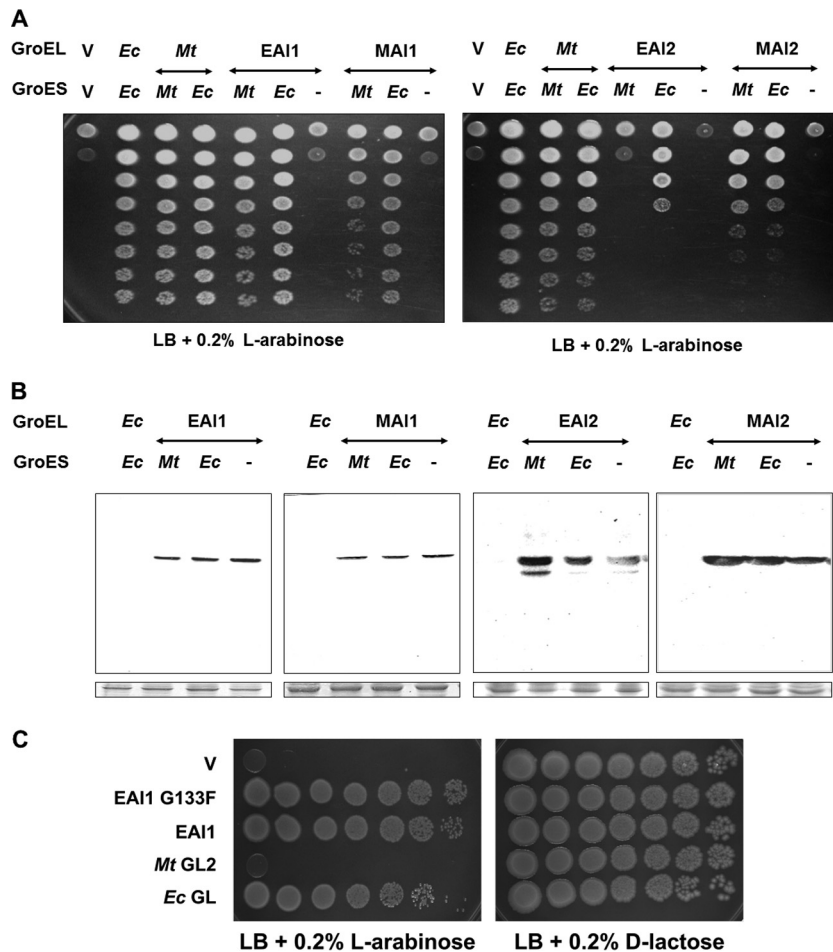 A
GroEL V Ec Mt EAI1 MAI1 V Ec Mt EAI2 MAI2
GroES V Ec Mt Ec Mt Ec - Mt Ec - V Ec Mt Ec Mt Ec - Mt Ec -
LB + 0.2% L-arabinose LB + 0.2% L-arabinose
B
GroEL Ec EAI1 Ec MAI1 Ec EAI2 Ec MAI2
GroES Ec Mt Ec - Ec Mt Ec - Ec Mt Ec - Ec Mt Ec -
C
V
EAI1 G133F
EAI1
Mt GL2
Ec GL
LB + 0.2% L-arabinose LB + 0.2% D-lactose